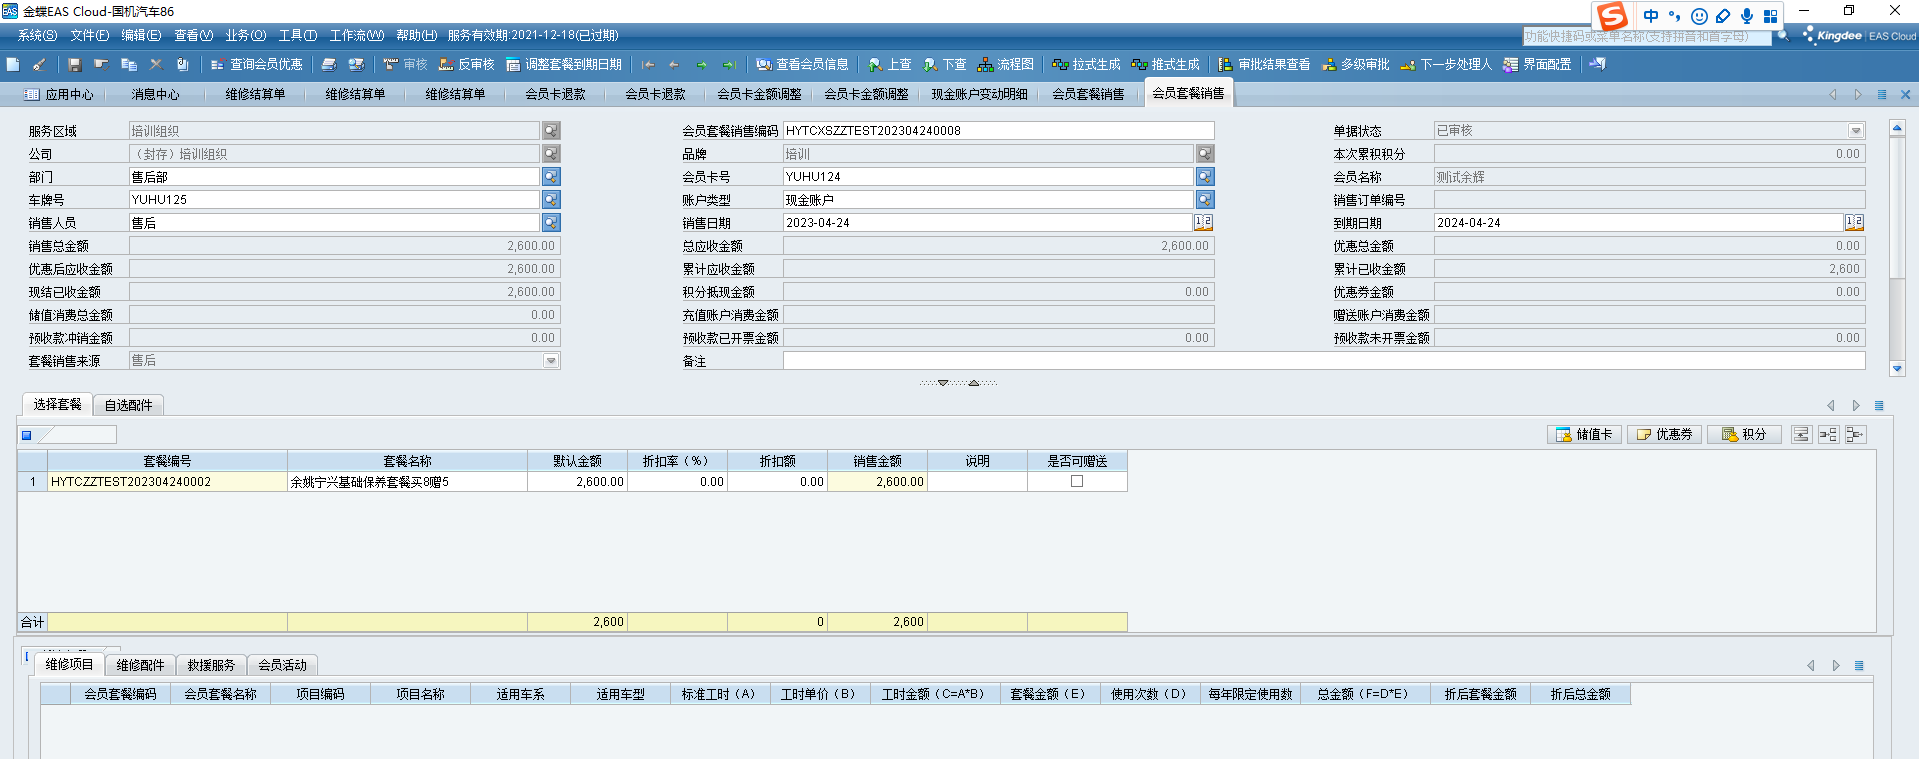 金蝶EAS Cloud-国机汽车86
中
系统(S) 文件(F) 编辑(E) 查看(V) 业务(O) 工具(T) 工作流(W) 帮助(H) 服务有效期:2021-12-18(已过期)
功能快捷码或菜单名称(支持拼音和首字母)
Kingdee | EAS Cloud
查询会员优惠 审核 反审核 调整套餐到期日期 查看会员信息 上查 下查 流程图 拉式生成 推式生成 审批结果查看 多级审批 下一步处理人 界面配置
应用中心 消息中心 维修结算单 维修结算单 维修结算单 会员卡退款 会员卡退款 会员卡金额调整 会员卡金额调整 现金账户变动明细 会员套餐销售 会员套餐销售
服务区域 培训组织 会员套餐销售编码 HYTCXSZZTEST202304240008 单据状态 已审核
公司 （封存）培训组织 品牌 培训 本次累积积分 0.00
部门 售后部 会员卡号 YUHU124 会员名称 测试余辉
车牌号 YUHU125 账户类型 现金账户 销售订单编号
销售人员 售后 销售日期 2023-04-24 到期日期 2024-04-24
销售总金额 2,600.00 总应收金额 2,600.00 优惠总金额 0.00
优惠后应收金额 2,600.00 累计应收金额 累计已收金额 2,600
现结已收金额 2,600.00 积分抵现金额 0.00 优惠券金额 0.00
储值消费总金额 0.00 充值账户消费金额 赠送账户消费金额
预收款冲销金额 0.00 预收款已开票金额 0.00 预收款未开票金额 0.00
套餐销售来源 售后 备注
选择套餐 自选配件
储值卡 优惠券 积分
套餐编号 套餐名称 默认金额 折扣率（%） 折扣额 销售金额 说明 是否可赠送
1 HYTCZZTEST202304240002 余姚宁兴基础保养套餐买8赠5 2,600.00 0.00 0.00 2,600.00
合计 2,600 0 2,600
维修项目 维修配件 救援服务 会员活动
会员套餐编码 会员套餐名称 项目编码 项目名称 适用车系 适用车型 标准工时（A） 工时单价（B） 工时金额（C=A*B） 套餐金额（E） 使用次数（D） 每年限定使用数 总金额（F=D*E） 折后套餐金额 折后总金额